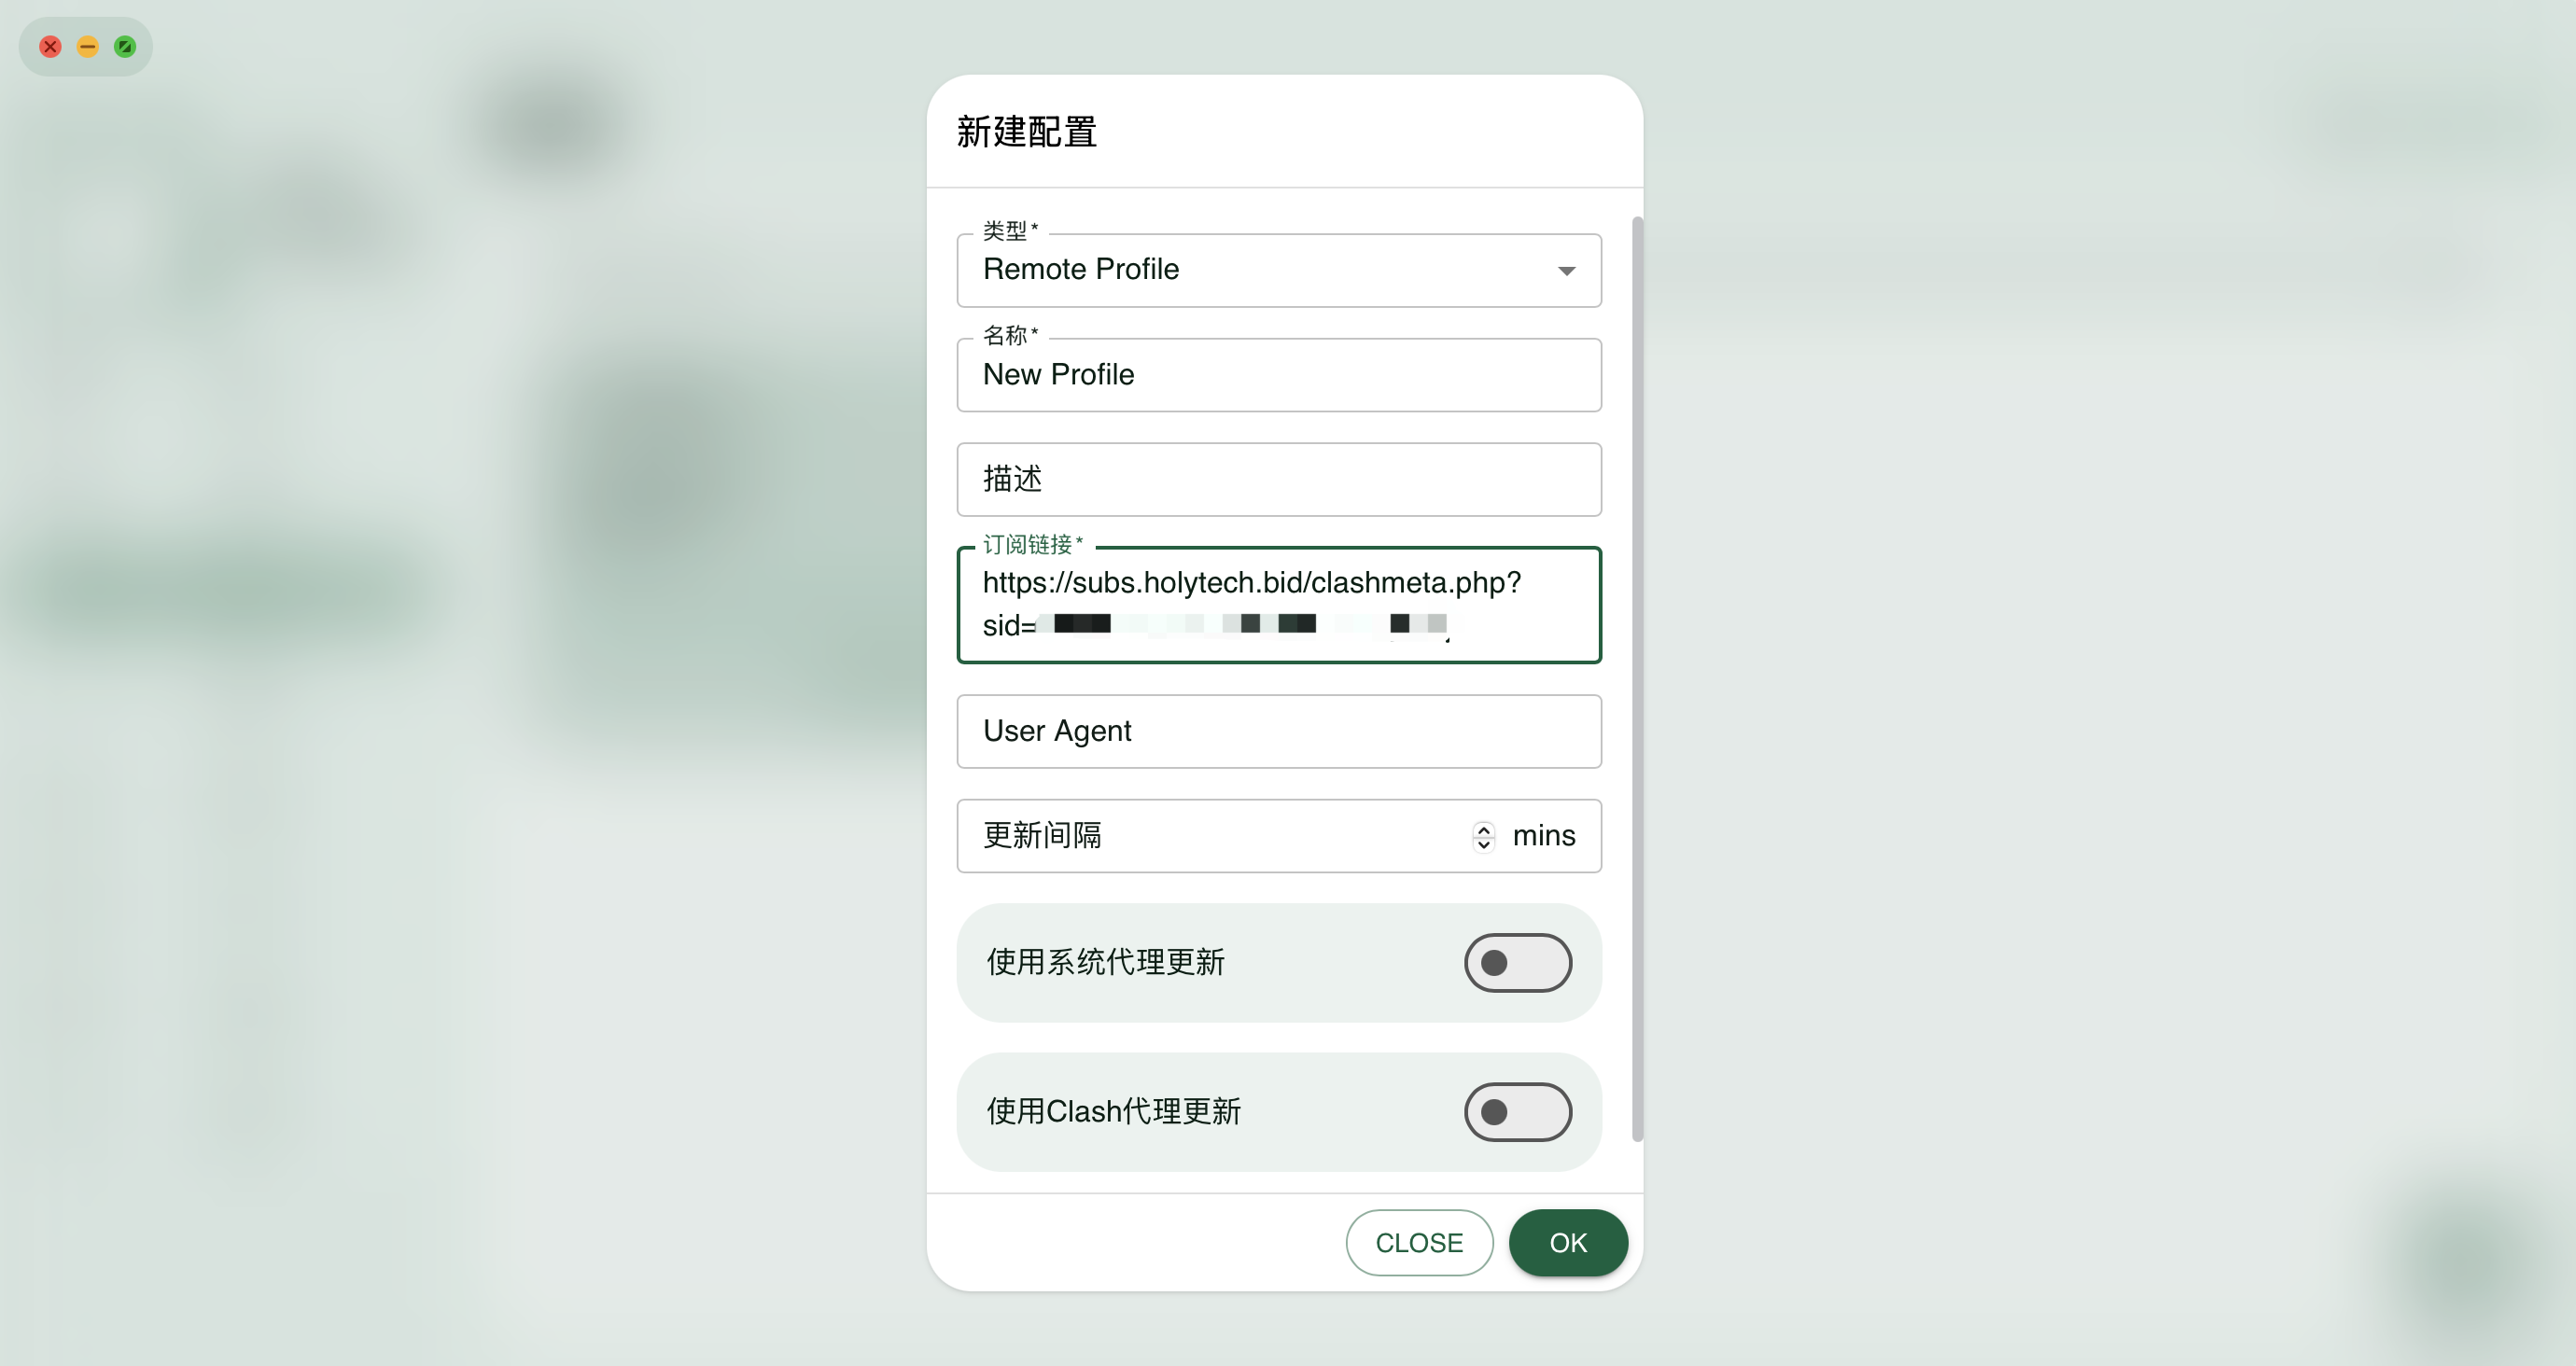 新建配置
类型*
Remote Profile
名称*
New Profile
描述
订阅链接*
https://subs.holytech.bid/clashmeta.php?
sid=
User Agent
更新间隔
mins
使用系统代理更新
使用Clash代理更新
CLOSE
OK